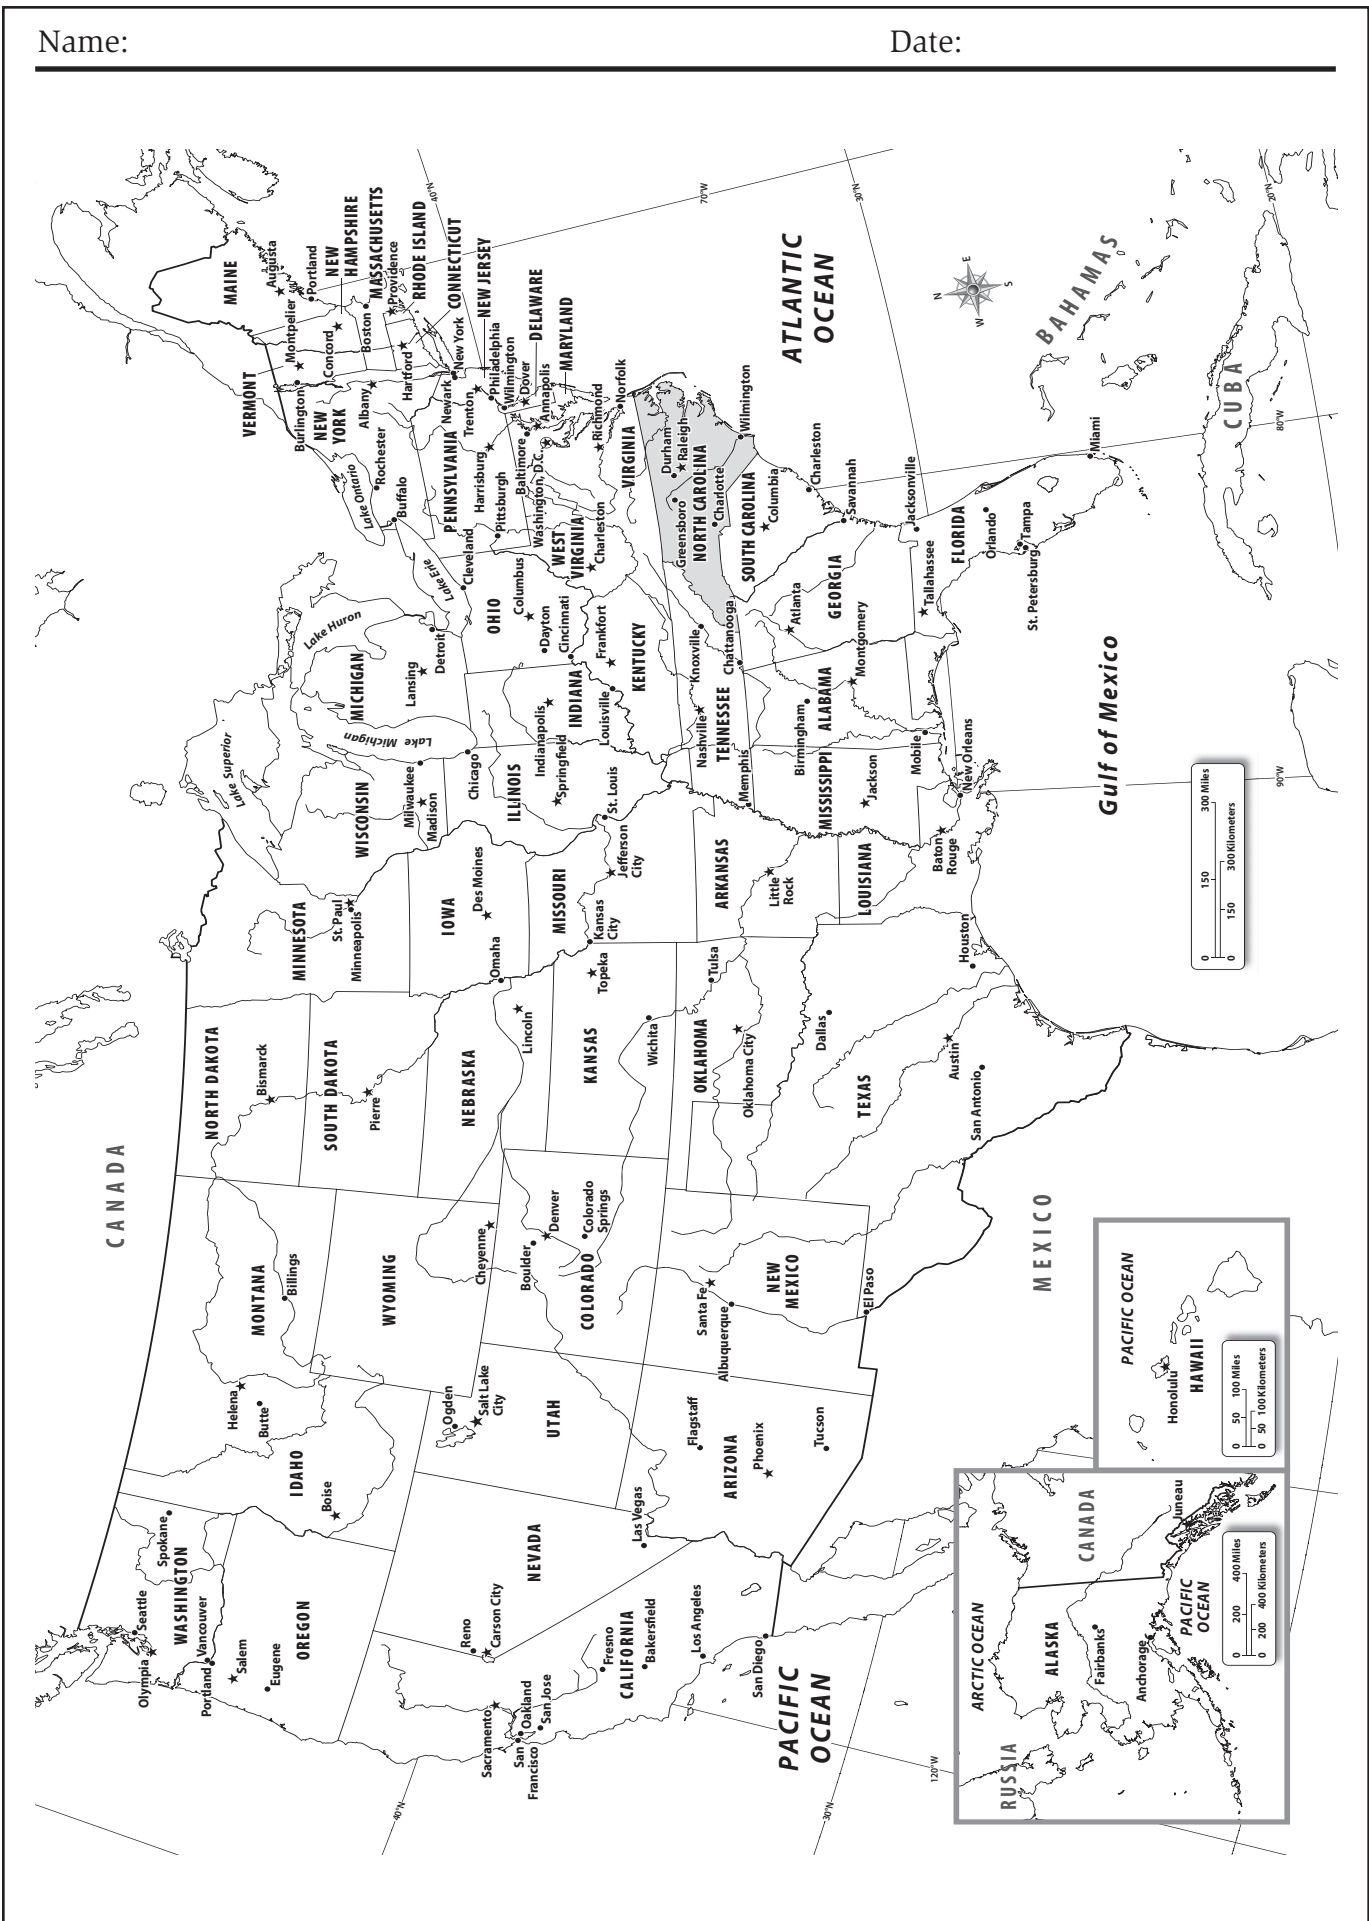 Name:
Date:
CANADA
WASHINGTON
Seattle
Olympia
Spokane
Vancouver
Portland
Salem
Eugene
OREGON
IDAHO
Boise
MONTANA
Helena
Butte
Billings
NORTH DAKOTA
Bismarck
SOUTH DAKOTA
Pierre
MINNESOTA
St. Paul
Minneapolis
WISCONSIN
Milwaukee
Madison
Lake Superior
Lake Michigan
Lake Huron
Lake Erie
Lake Ontario
MICHIGAN
Lansing
Detroit
WYOMING
Cheyenne
NEBRASKA
Lincoln
Omaha
IOWA
Des Moines
ILLINOIS
Chicago
Springfield
INDIANA
Indianapolis
OHIO
Cleveland
Columbus
Dayton
Cincinnati
PENNSYLVANIA
Harrisburg
Pittsburgh
Philadelphia
NEW
YORK
Albany
Rochester
Buffalo
New York
VERMONT
Burlington
Montpelier
MAINE
Augusta
Portland
NEW
HAMPSHIRE
Concord
MASSACHUSETTS
Boston
RHODE ISLAND
Providence
CONNECTICUT
Hartford
NEW JERSEY
Newark
Trenton
DELAWARE
Wilmington
Dover
MARYLAND
Annapolis
Baltimore
Washington, D.C.
WEST
VIRGINIA
Charleston
VIRGINIA
Richmond
Norfolk
KENTUCKY
Frankfort
Louisville
NEVADA
Reno
Carson City
Las Vegas
CALIFORNIA
Sacramento
San
Francisco
Oakland
San Jose
Fresno
Bakersfield
Los Angeles
San Diego
UTAH
Ogden
Salt Lake
City
COLORADO
Boulder
Denver
Colorado
Springs
KANSAS
Topeka
Wichita
MISSOURI
Kansas
City
Jefferson
City
St. Louis
ARIZONA
Flagstaff
Phoenix
Tucson
NEW
MEXICO
Santa Fe
Albuquerque
OKLAHOMA
Tulsa
Oklahoma City
TEXAS
El Paso
Dallas
Austin
San Antonio
Houston
ARKANSAS
Little
Rock
LOUISIANA
Baton
Rouge
New Orleans
TENNESSEE
Memphis
Nashville
Knoxville
Chattanooga
MISSISSIPPI
Jackson
ALABAMA
Birmingham
Montgomery
Mobile
GEORGIA
Atlanta
Savannah
NORTH CAROLINA
Greensboro
Durham
Raleigh
Charlotte
Wilmington
SOUTH CAROLINA
Columbia
Charleston
FLORIDA
Tallahassee
Jacksonville
Orlando
Tampa
St. Petersburg
Miami
ATLANTIC
OCEAN
PACIFIC
OCEAN
Gulf of Mexico
MEXICO
BAHAMAS
CUBA
N
E
S
W
40°N
30°N
20°N
70°W
80°W
90°W
120°W
40°N
30°N
0 150 300 Miles
0 150 300 Kilometers
ARCTIC OCEAN
RUSSIA
ALASKA
CANADA
Fairbanks
Anchorage
Juneau
PACIFIC
OCEAN
0 200 400 Miles
0 200 400 Kilometers
PACIFIC OCEAN
Honolulu
HAWAII
0 50 100 Miles
0 50 100 Kilometers